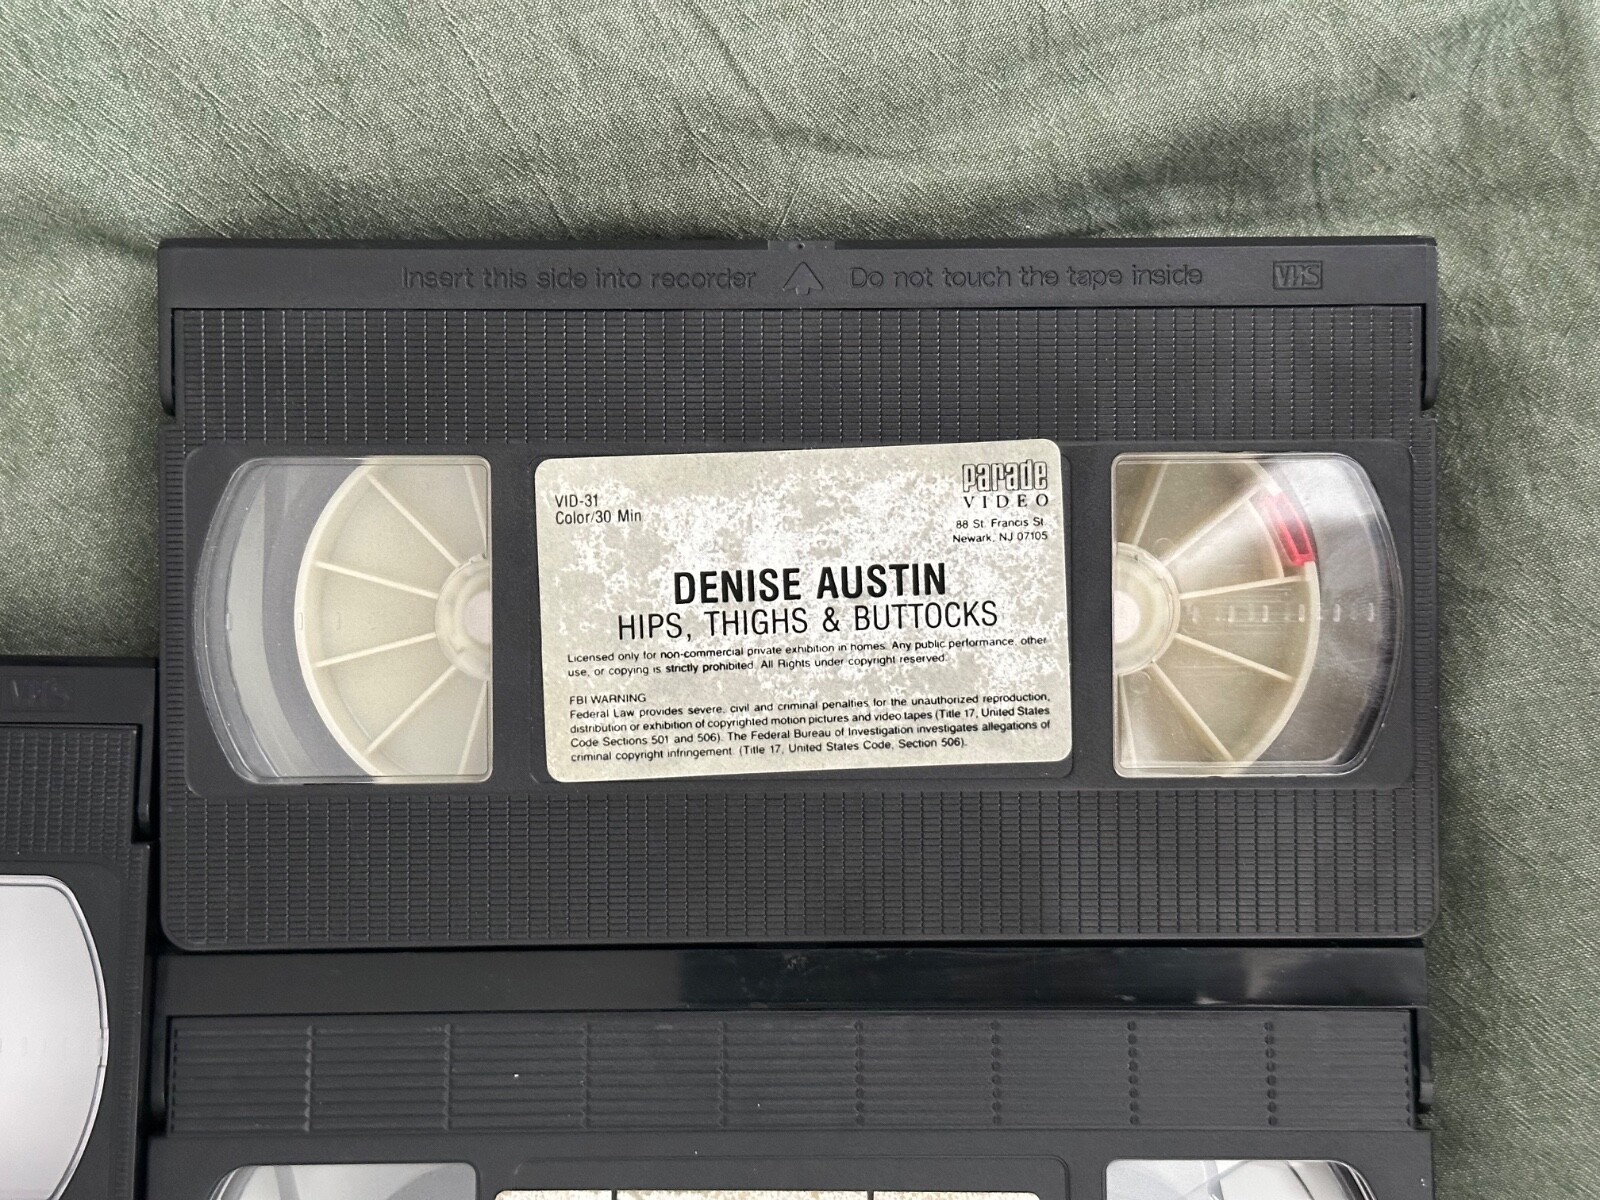 Insert this side into recorder Do not touch the tape inside VHS
VID-31
Color/30 Min
Parade
VIDEO
88 St. Francis St.
Newark, NJ 07105
DENISE AUSTIN
HIPS, THIGHS & BUTTOCKS
Licensed only for non-commercial private exhibition in homes. Any public performance, other
use, or copying is strictly prohibited. All Rights under copyright reserved.
FBI WARNING
Federal Law provides severe, civil and criminal penalties for the unauthorized reproduction,
distribution or exhibition of copyrighted motion pictures and video tapes (Title 17, United States
Code Sections 501 and 506). The Federal Bureau of Investigation investigates allegations of
criminal copyright infringement. (Title 17, United States Code, Section 506).
VHS